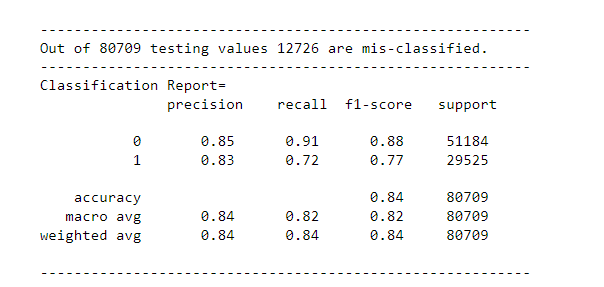 -------------------------------------------------------
Out of 80709 testing values 12726 are mis-classified.
-------------------------------------------------------
Classification Report=
precision recall f1-score support
0 0.85 0.91 0.88 51184
1 0.83 0.72 0.77 29525
accuracy 0.84 80709
macro avg 0.84 0.82 0.82 80709
weighted avg 0.84 0.84 0.84 80709
-------------------------------------------------------